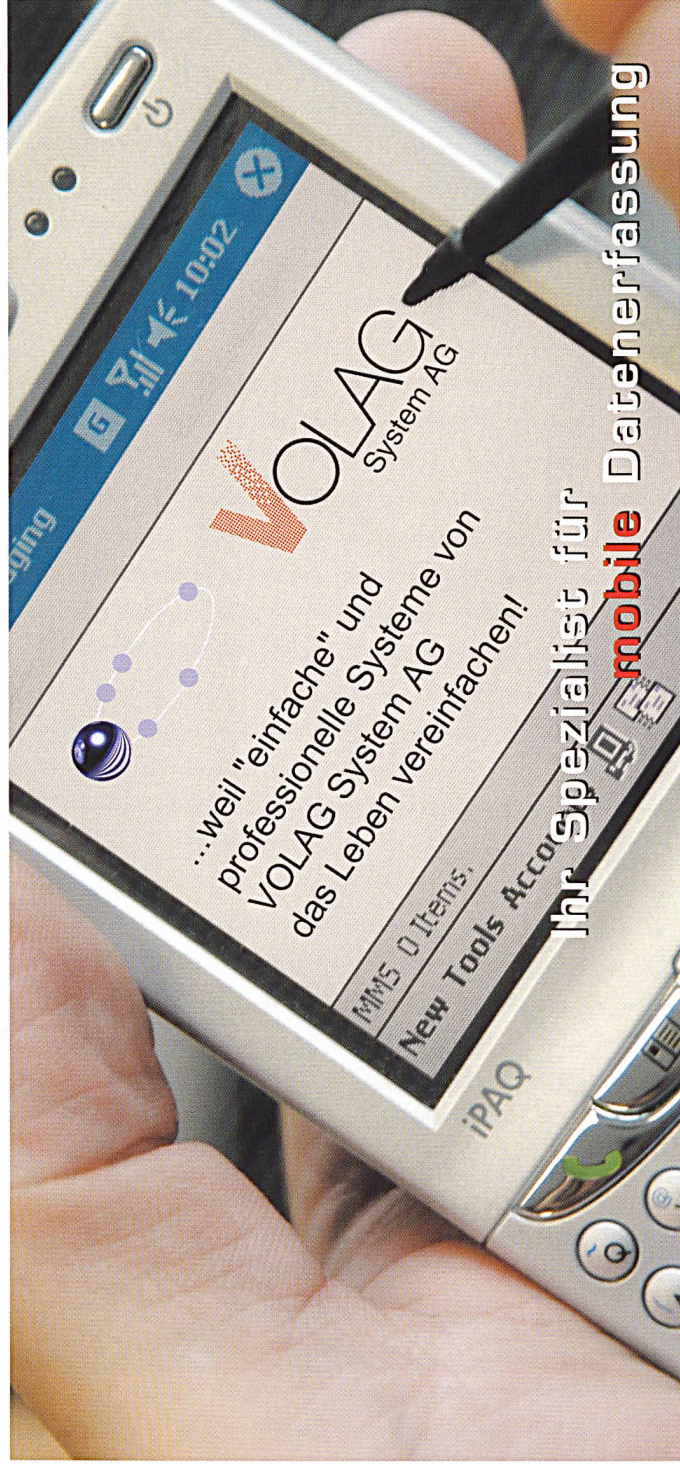 G 10:02
VOLAG
System AG
...weil "einfache" und
professionelle Systeme von
VOLAG System AG
das Leben vereinfachen!
MMS 0 Items.
New Tools
iPAQ
Q
Ihr Spezialist für
mobile Datenerfassung